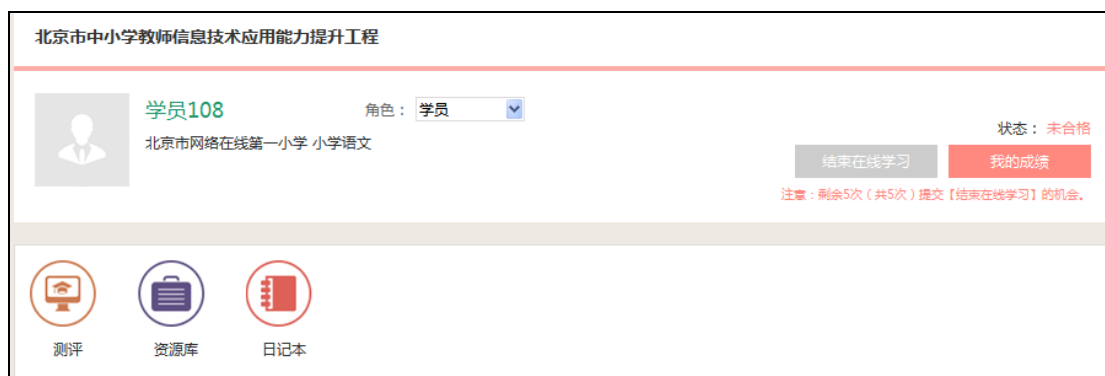 北京市中小学教师信息技术应用能力提升工程
学员108
角色： 学员
北京市网络在线第一小学 小学语文
状态： 未合格
结束在线学习 我的成绩
注意：剩余5次（共5次）提交【结束在线学习】的机会。
测评 资源库 日记本